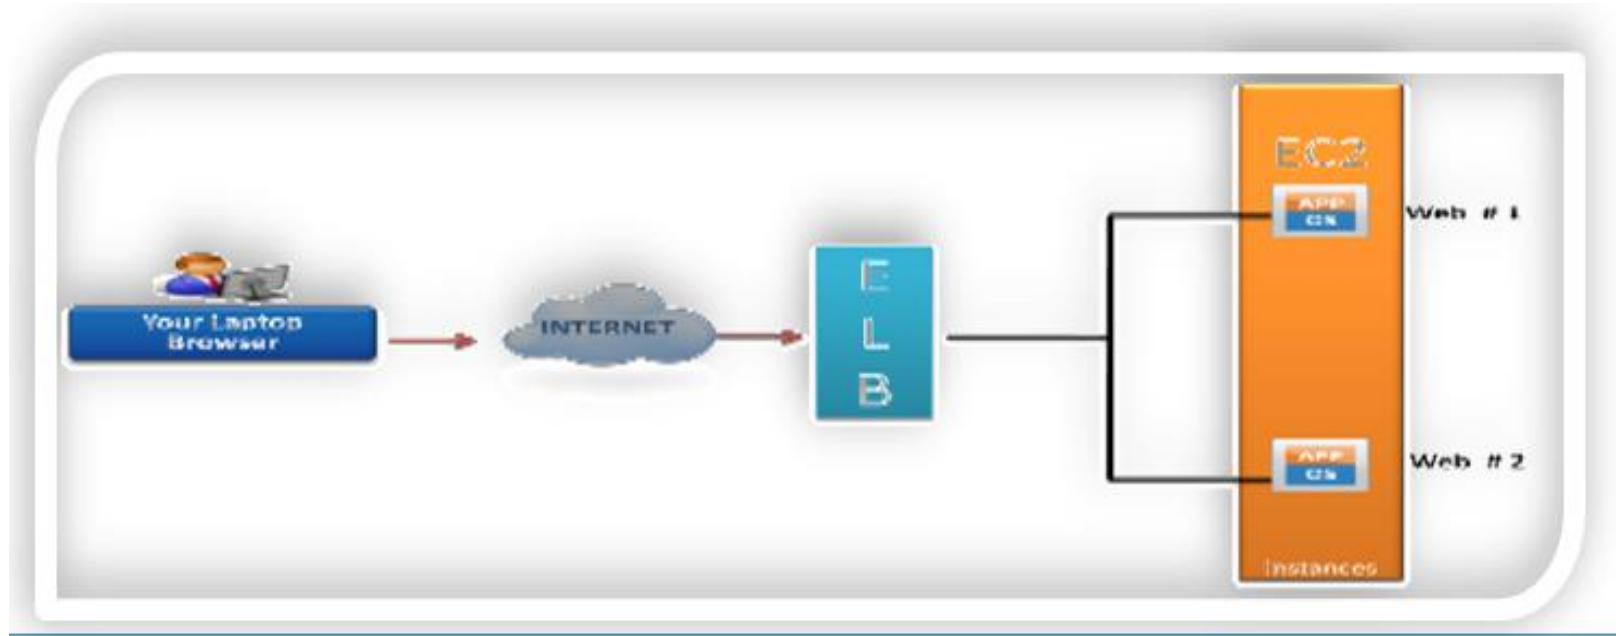 Your Laptop
Browser
INTERNET
E
L
B
EC2
APP
OS
Web # 1
APP
OS
Web # 2
Instances